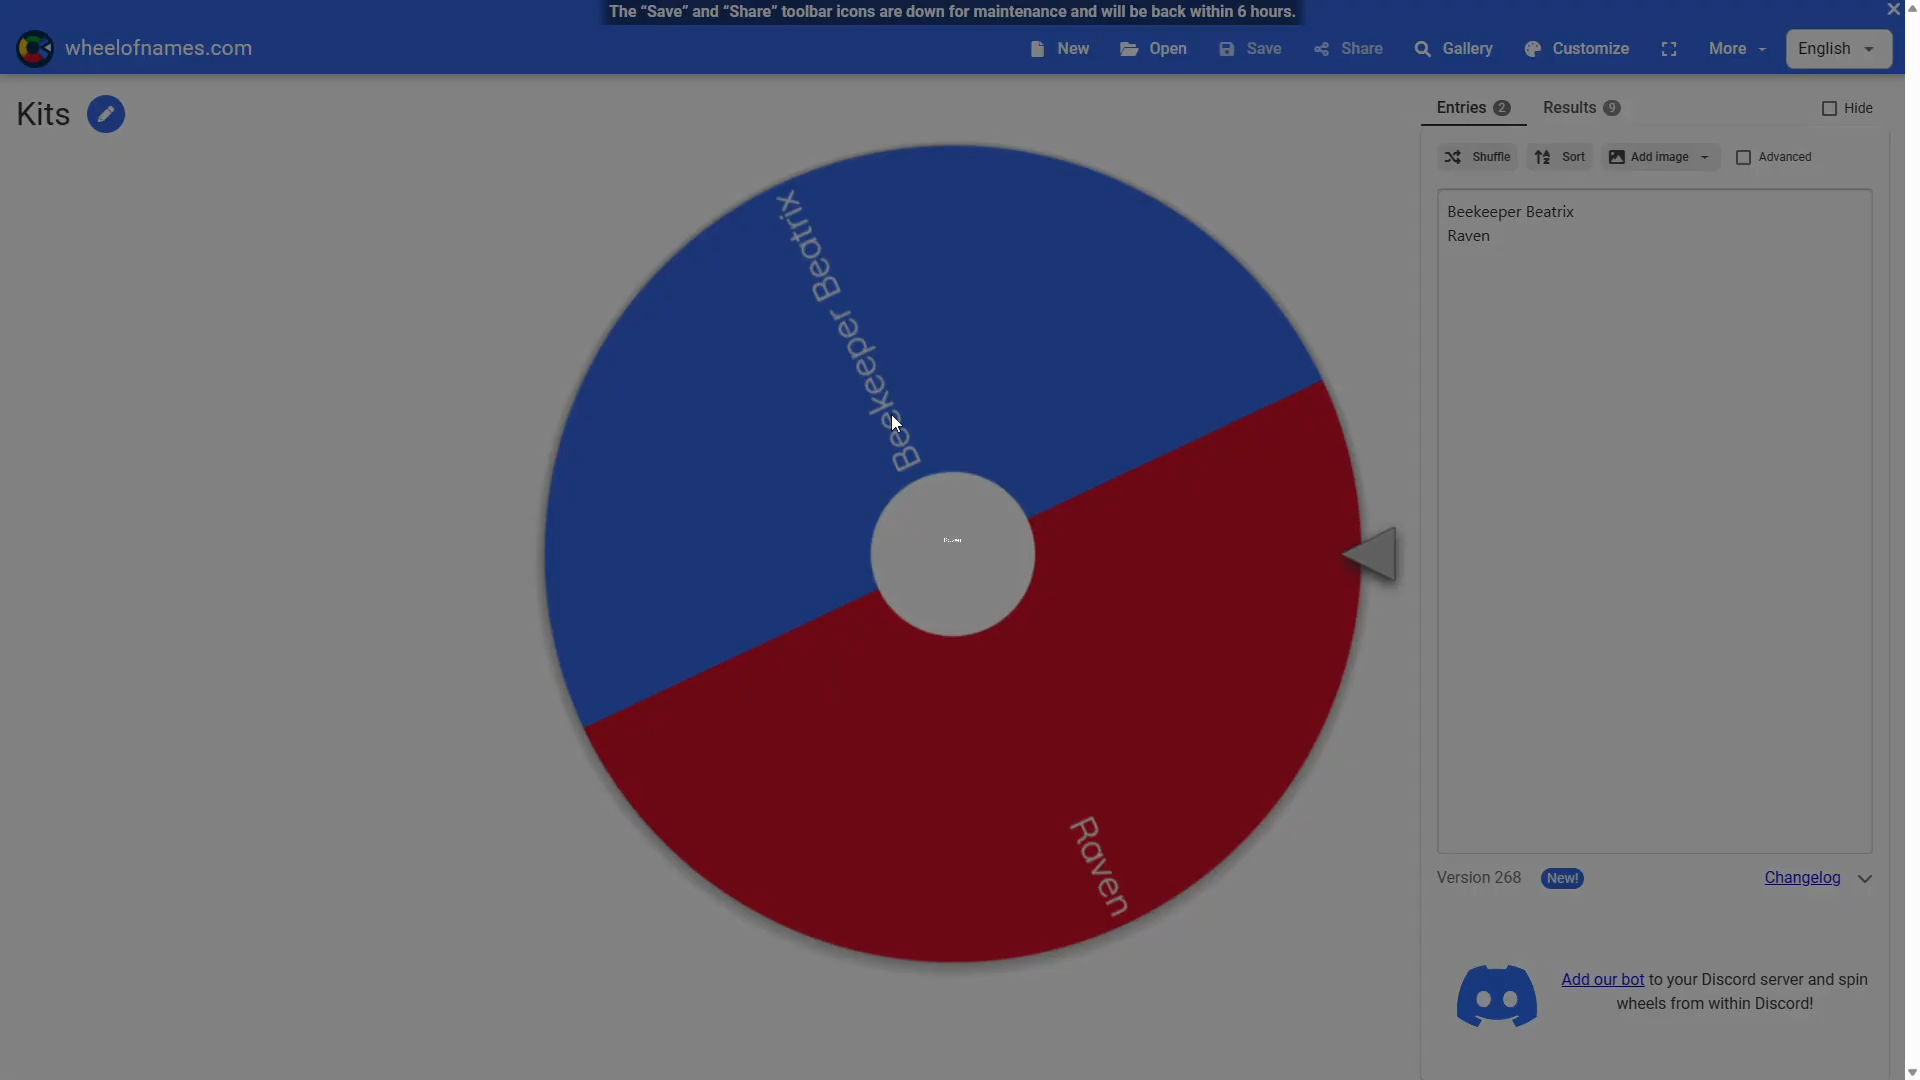 The “Save” and “Share” toolbar icons are down for maintenance and will be back within 6 hours.
wheelofnames.com
New
Open
Save
Share
Gallery
Customize
More
English
Kits
Entries 2
Results 9
Hide
Shuffle
Sort
Add image
Advanced
Beekeeper Beatrix
Raven
Beekeeper Beatrix
Raven
Raven
Version 268
New!
Changelog
Add our bot to your Discord server and spin
wheels from within Discord!